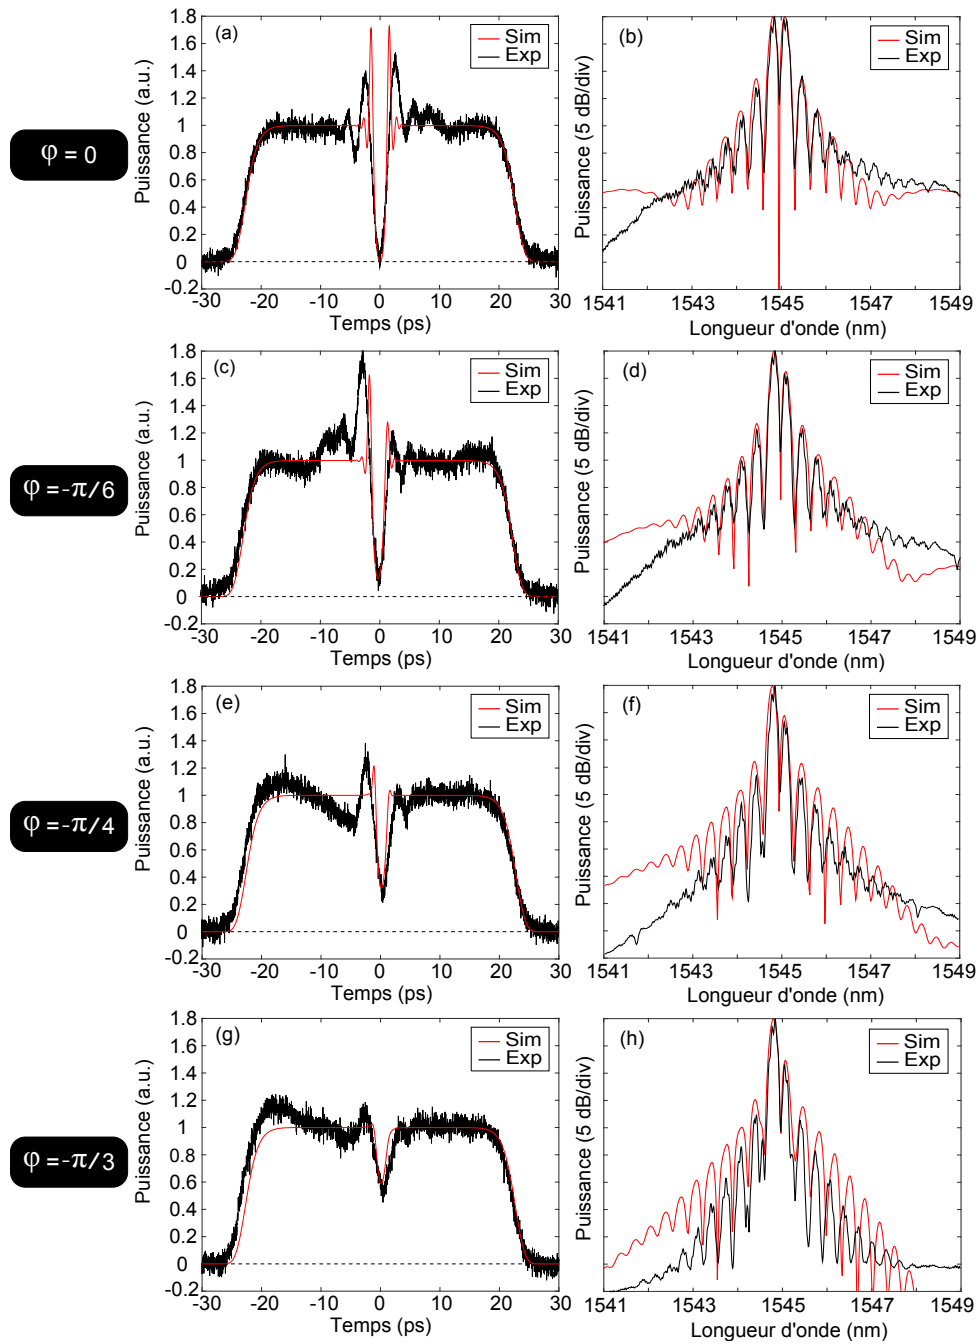 φ = 0
(a)
Sim
Exp
Puissance (a.u.)
1.8
1.6
1.4
1.2
1
0.8
0.6
0.4
0.2
0
-0.2
-30 -20 -10 0 10 20 30
Temps (ps)
(b)
Sim
Exp
Puissance (5 dB/div)
1541 1543 1545 1547 1549
Longueur d'onde (nm)
φ=-π/6
(c)
Sim
Exp
Puissance (a.u.)
1.8
1.6
1.4
1.2
1
0.8
0.6
0.4
0.2
0
-0.2
-30 -20 -10 0 10 20 30
Temps (ps)
(d)
Sim
Exp
Puissance (5 dB/div)
1541 1543 1545 1547 1549
Longueur d'onde (nm)
φ=-π/4
(e)
Sim
Exp
Puissance (a.u.)
1.8
1.6
1.4
1.2
1
0.8
0.6
0.4
0.2
0
-0.2
-30 -20 -10 0 10 20 30
Temps (ps)
(f)
Sim
Exp
Puissance (5 dB/div)
1541 1543 1545 1547 1549
Longueur d'onde (nm)
φ=-π/3
(g)
Sim
Exp
Puissance (a.u.)
1.8
1.6
1.4
1.2
1
0.8
0.6
0.4
0.2
0
-0.2
-30 -20 -10 0 10 20 30
Temps (ps)
(h)
Sim
Exp
Puissance (5 dB/div)
1541 1543 1545 1547 1549
Longueur d'onde (nm)